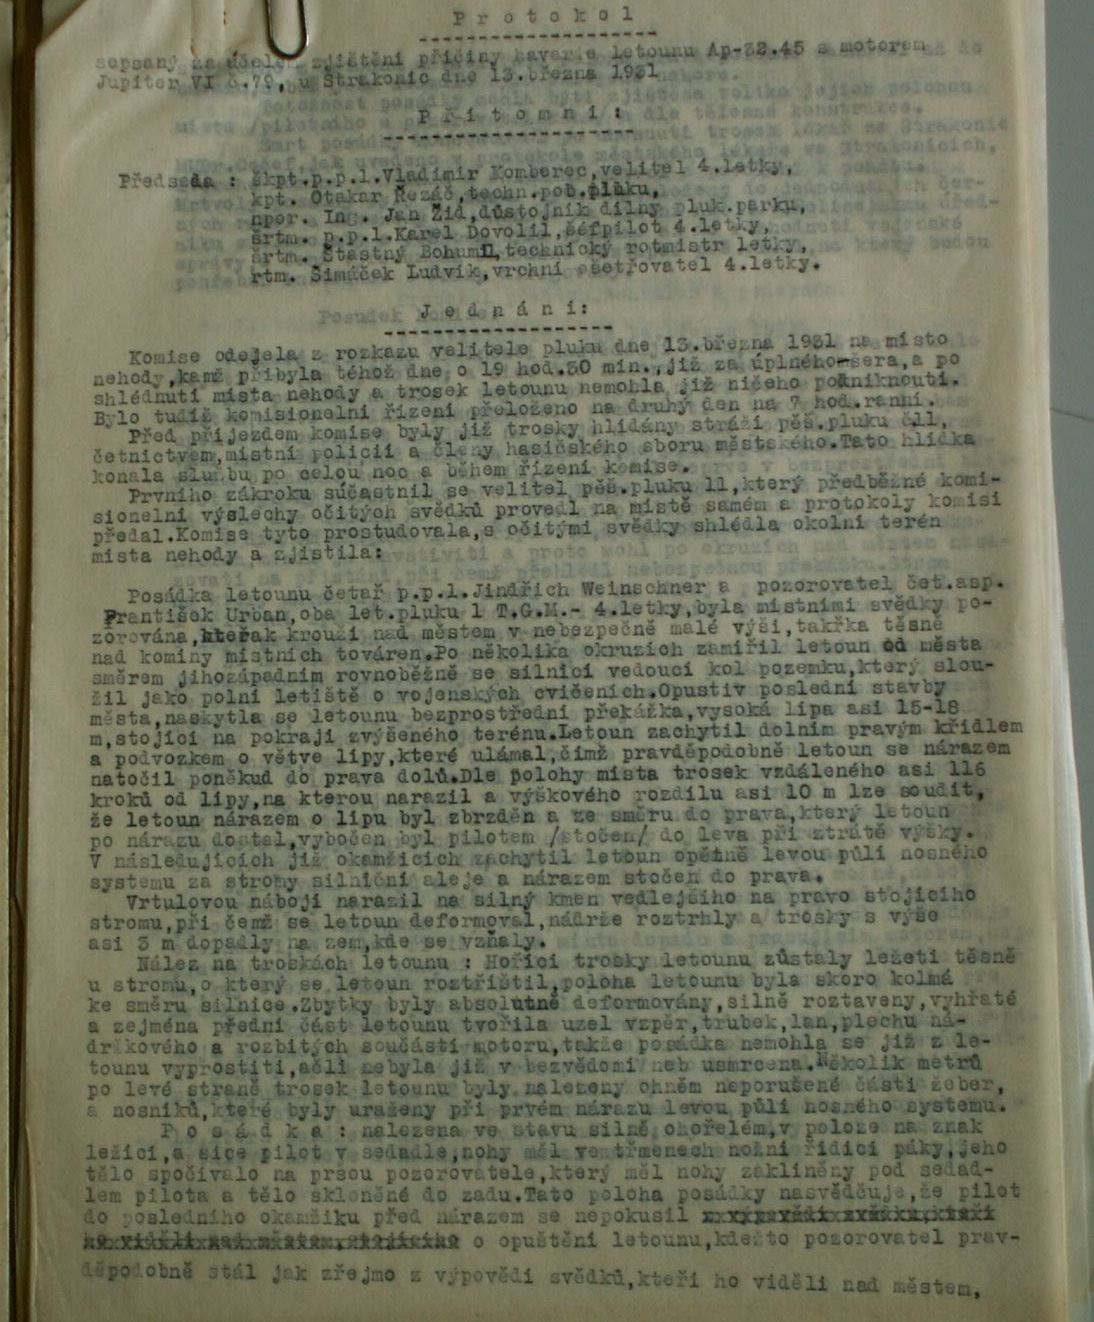 P r o t o k o l
sepsaný za účelem zjištění příčiny havarie letounu Ap-32.45 s motorem
Jupiter VI č.79, u Strakonic dne 13.března 1931
P ř í t o m n í :
Předseda : škpt.p.p.l.Vladimír Komberec,velitel 4.letky,
kpt. Otakar Řezáč,techn.pob.pluku,
npor. Ing. Jan Žid,důstojník dílny pluk.parku,
šrtm. p.p.l.Karel Dovolil,šéfpilot 4.letky,
šrtm. Šťastný Bohumil,technický rotmistr letky,
rtm. Šimáček Ludvík,vrchní ošetřovatel 4.letky.
J e d n á n í :
Komise odejela z rozkazu velitele pluku dne 13.března 1931 na místo
nehody,kamž přibyla téhož dne o 19 hod.30 min.,již za úplného šera,a po
shlédnutí místa nehody a trosek letounu nemohla již ničeho podniknouti.
Bylo tudíž komisionelní řízení přeloženo na druhý den na 7 hod.ranní.
Před příjezdem komise byly již trosky hlídány stráží pěš.pluku č11,
četnictvem,místní policií a členy hasičského sboru městského.Tato hlídka
konala službu po celou noc a během řízení komise.
Prvního zákroku súčastnil se velitel pěš.pluku 11,který předběžné komi-
sionelní výslechy očitých svědků provedl na místě samém a protokoly komisi
předal.Komise tyto prostudovala,s očitými svědky shlédla okolní terén
místa nehody a zjistila:
Posádka letounu četař p.p.l.Jindřich Weinschner a pozorovatel čet.asp.
František Urban,oba let.pluku 1 T.G.M.- 4.letky,byla místními svědky po-
zorována,kterak krouží nad městem v nebezpečně malé výši,takřka těsně
nad komíny místních továren.Po několika okruzích zamířil letoun od města
směrem jihozápadním rovnoběžně se silnicí vedoucí kol pozemku,který slou-
žil jako polní letiště o vojenských cvičeních.Opustiv poslední stavby
města,naskytla se letounu bezprostřední překážka,vysoká lípa asi 15-18
m,stojící na pokraji zvýšeného terénu.Letoun zachytil dolním pravým křídlem
a podvozkem o větve lípy,které ulámal,čímž pravděpodobně letoun se nárazem
natočil poněkud do prava dolů.Dle polohy místa trosek vzdáleného asi 116
kroků od lípy,na kterou narazil a výškového rozdílu asi 10 m lze soudit,
že letoun nárazem o lípu byl zbrzděn a ze směru do prava,který letoun
po nárazu dostal,vybočen byl pilotem /stočen/ do leva při ztrátě výšky.
V následujících již okamžicích zachytil letoun opětně levou půlí nosného
systemu za stromy silniční aleje a nárazem stočen do prava.
Vrtulovou nábojí narazil na silný kmen vedlejšího na pravo stojícího
stromu,při čemž se letoun deformoval,nádrže roztrhly a trosky s výše
asi 3 m dopadly na zem,kde se vzňaly.
Nález na troskách letounu : Hořící trosky letounu zůstaly ležeti těsně
u stromu,o který se letoun roztříštil,poloha letounu byla skoro kolmá
ke směru silnice.Zbytky byly absolutně deformovány,silně roztaveny,vyhřáté
a zejména přední část letounu tvořila uzel vzpěr,trubek,lan,plechu ná-
držkového a rozbitých součástí motoru,takže posádka nemohla se již z le-
tounu vyprostiti,ačli nebyla již v bezvědomí neb usmrcena.Několik metrů
po levé straně trosek letounu byly nalezeny ohněm neporušené části žeber,
a nosníků,které byly uraženy při prvém nárazu levou půlí nosného systemu.
P o s á d k a : nalezena ve stavu silně ohořelém,v poloze na znak
ležící,a sice pilot v sedadle,nohy měl ve třmenech nožní řídící páky,jeho
tělo spočívalo na prsou pozorovatele,který měl nohy zaklíněny pod sedad-
lem pilota a tělo skloněné do zadu.Tato poloha posádky nasvědčuje,že pilot
do posledního okamžiku před nárazem se nepokusil
o opuštění letounu,kdežto pozorovatel prav-
děpodobně stál jak zřejmo z výpovědi svědků,kteří ho viděli nad městem,